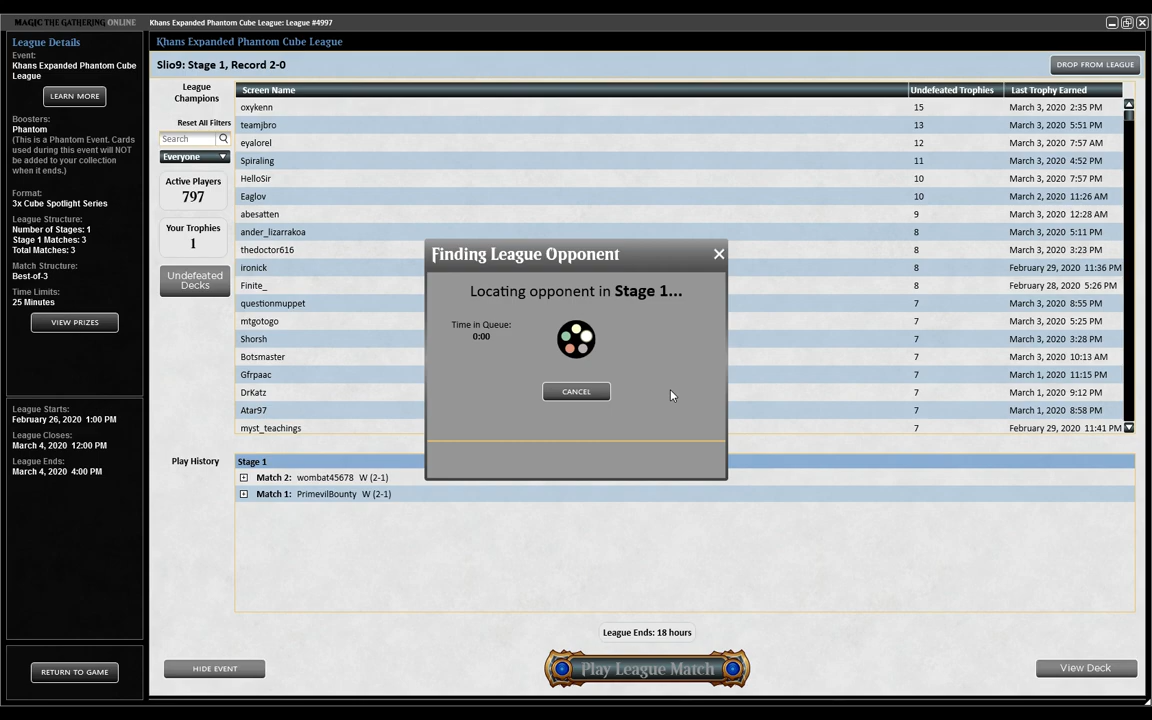 MAGIC THE GATHERING ONLINE
Khans Expanded Phantom Cube League: League #4997
League Details
Event:
Khans Expanded Phantom Cube
League
LEARN MORE
Boosters:
Phantom
(This is a Phantom Event. Cards
used during this event will NOT
be added to your collection
when it ends.)
Format:
3x Cube Spotlight Series
League Structure:
Number of Stages: 1
Stage 1 Matches: 3
Total Matches: 3
Match Structure:
Best-of-3
Time Limits:
25 Minutes
VIEW PRIZES
League Starts:
February 26, 2020 1:00 PM
League Closes:
March 4, 2020 12:00 PM
League Ends:
March 4, 2020 4:00 PM
RETURN TO GAME
Khans Expanded Phantom Cube League
Slio9: Stage 1, Record 2-0
DROP FROM LEAGUE
League
Champions
Reset All Filters
Search
Everyone
Active Players
797
Your Trophies
1
Undefeated
Decks
Screen Name Undefeated Trophies Last Trophy Earned
oxykenn 15 March 3, 2020 2:35 PM
teamjbro 13 March 3, 2020 5:51 PM
eyalorel 12 March 3, 2020 7:57 AM
Spiraling 11 March 3, 2020 4:52 PM
HelloSir 10 March 3, 2020 7:57 PM
Eaglov 10 March 2, 2020 11:26 AM
abesatten 9 March 3, 2020 12:28 AM
ander_lizarrakoa 8 March 3, 2020 5:11 PM
thedoctor616 8 March 3, 2020 3:23 PM
ironick 8 February 29, 2020 11:36 PM
Finite_ 8 February 28, 2020 5:26 PM
questionmuppet 7 March 3, 2020 8:55 PM
mtgotogo 7 March 3, 2020 5:25 PM
Shorsh 7 March 3, 2020 3:28 PM
Botsmaster 7 March 3, 2020 10:13 AM
Gfrpaac 7 March 1, 2020 11:15 PM
DrKatz 7 March 1, 2020 9:12 PM
Atar97 7 March 1, 2020 8:58 PM
myst_teachings 7 February 29, 2020 11:41 PM
Finding League Opponent
Locating opponent in Stage 1...
Time in Queue:
0:00
CANCEL
Play History
Stage 1
Match 2: wombat45678 W (2-1)
Match 1: PrimevilBounty W (2-1)
League Ends: 18 hours
HIDE EVENT
Play League Match
View Deck